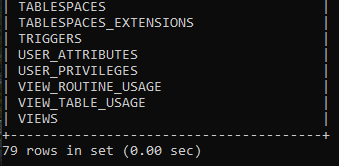 | TABLESPACES |
| TABLESPACES_EXTENSIONS |
| TRIGGERS |
| USER_ATTRIBUTES |
| USER_PRIVILEGES |
| VIEW_ROUTINE_USAGE |
| VIEW_TABLE_USAGE |
| VIEWS |
+---------------------------------------+
79 rows in set (0.00 sec)